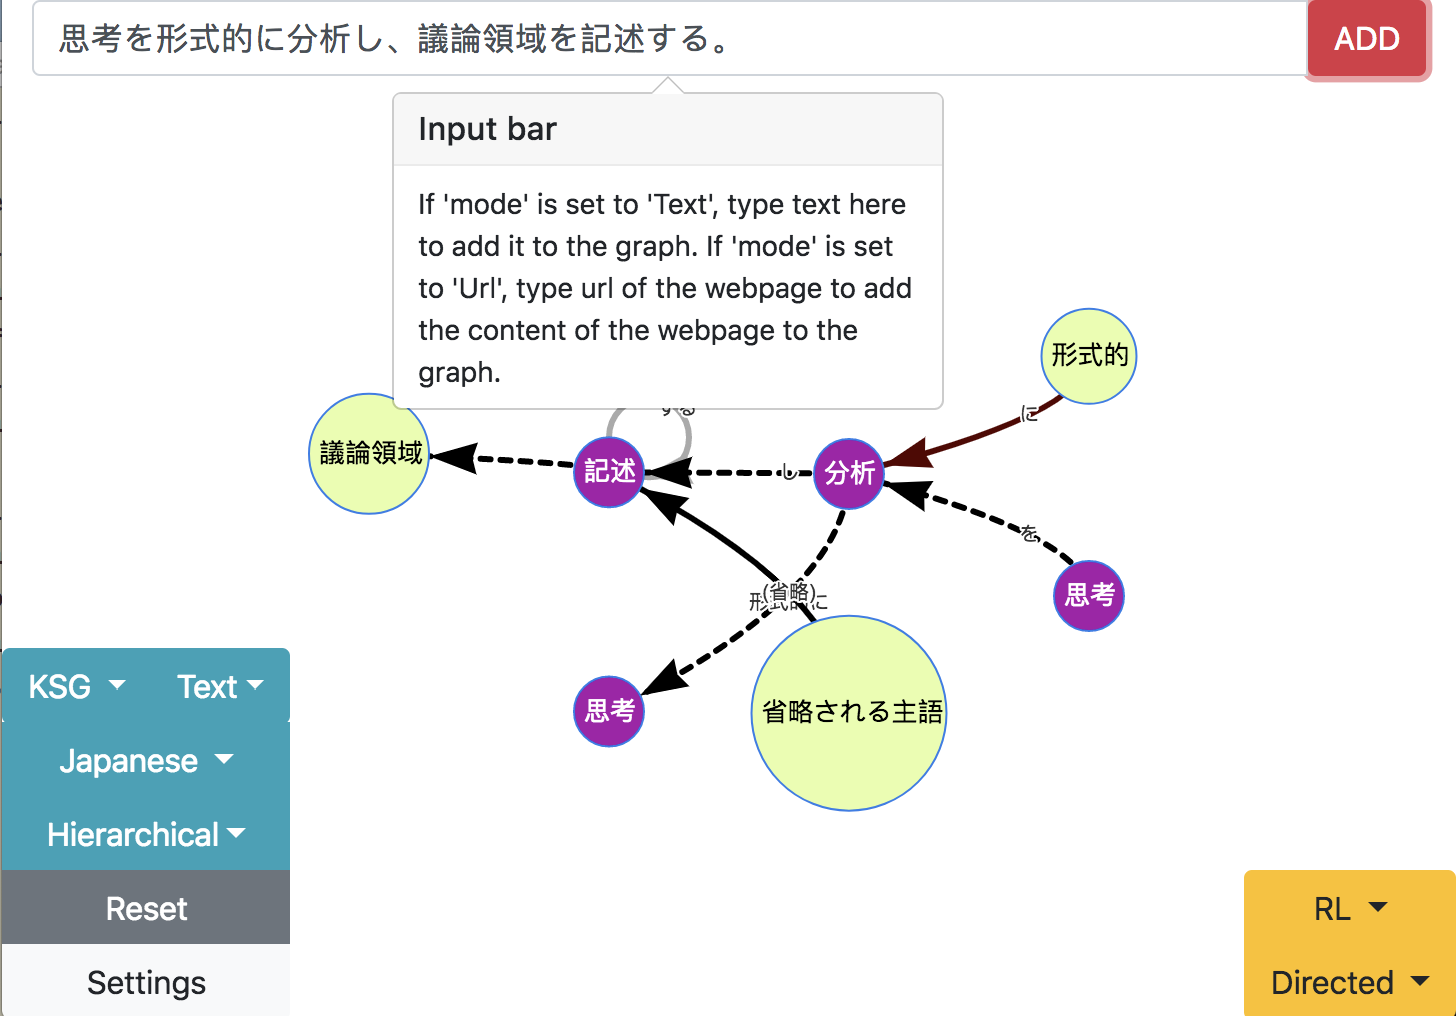 思考を形式的に分析し、議論領域を記述する。
ADD
Input bar
If 'mode' is set to 'Text', type text here
to add it to the graph. If 'mode' is set
to 'Url', type url of the webpage to add
the content of the webpage to the
graph.
形式的
に
する
議論領域
記述
し
分析
を
思考
(省略)
形式的に
思考
省略される主語
KSG
Text
Japanese
Hierarchical
Reset
Settings
RL
Directed